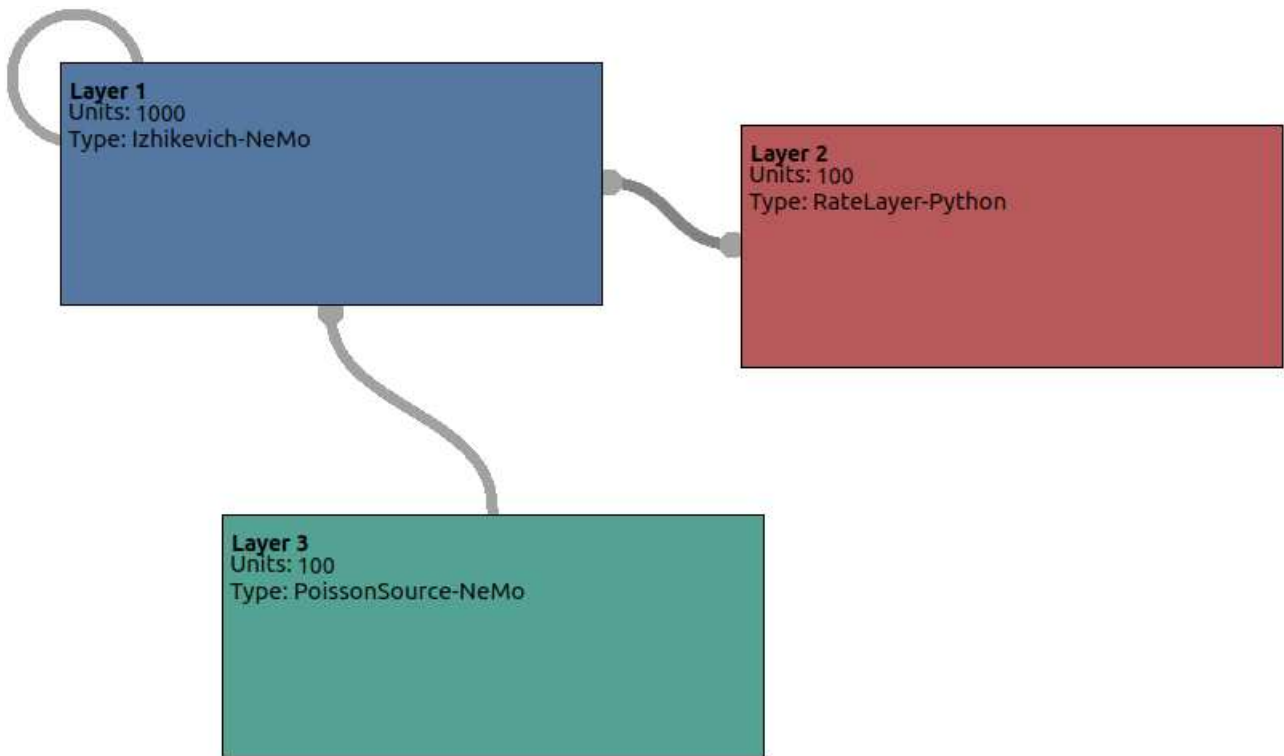 Layer 1
Units: 1000
Type: Izhikevich-NeMo
Layer 2
Units: 100
Type: RateLayer-Python
Layer 3
Units: 100
Type: PoissonSource-NeMo